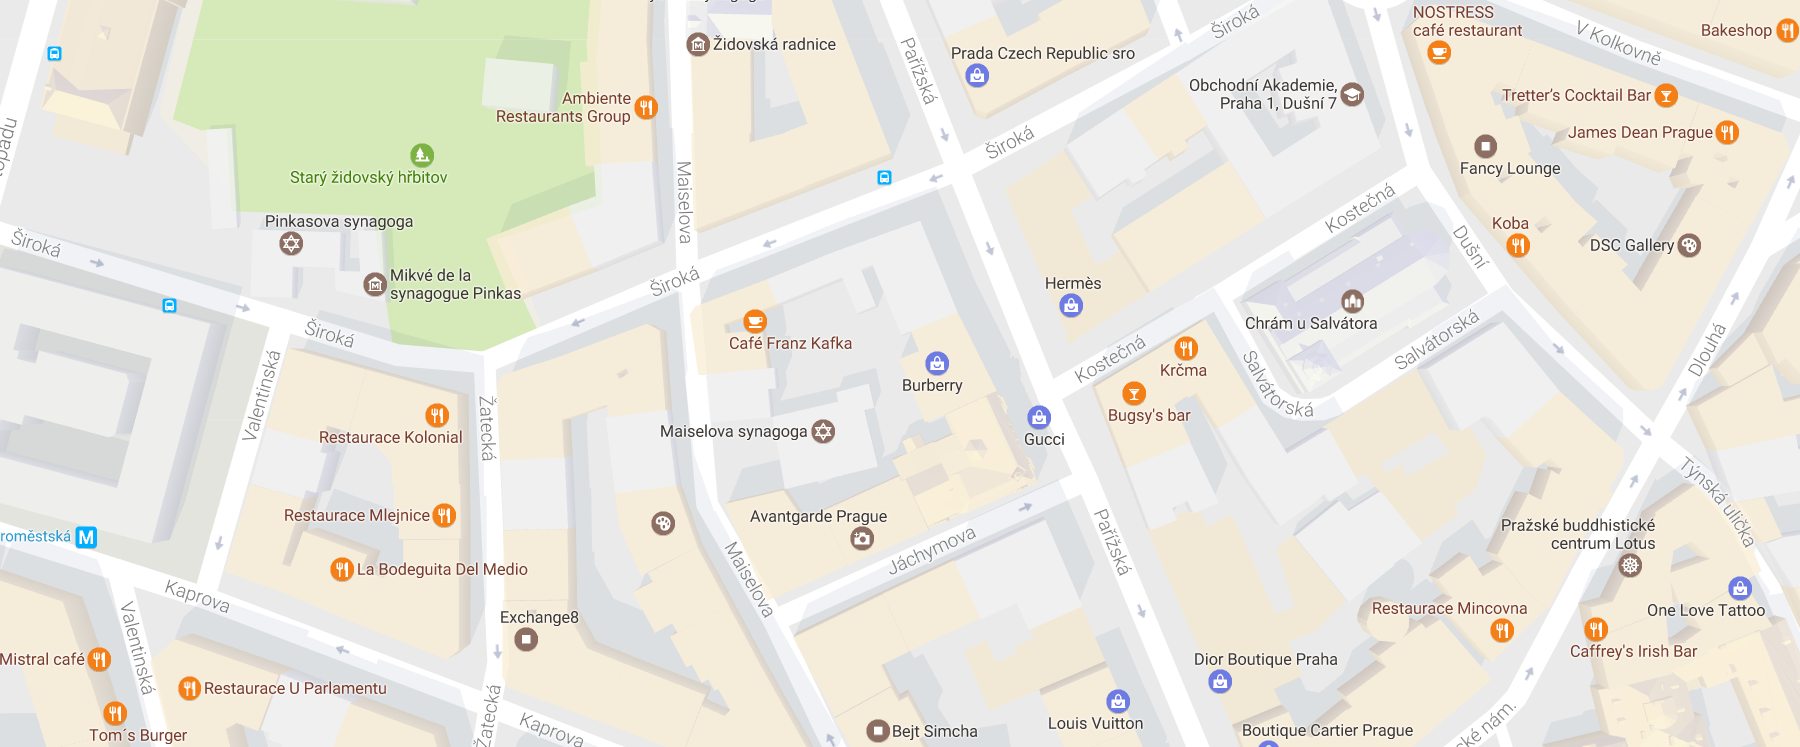 Židovská radnice
Ambiente
Restaurants Group
Starý židovský hřbitov
Pinkasova synagoga
Mikvé de la
synagogue Pinkas
Široká
Široká
Široká
Široká
Široká
Maiselova
Maiselova
Pařížská
Pařížská
Prada Czech Republic sro
Obchodní Akademie,
Praha 1, Dušní 7
NOSTRESS
café restaurant
V Kolkovně
Bakeshop
Tretter's Cocktail Bar
James Dean Prague
Fancy Lounge
Koba
DSC Gallery
Kostečná
Kostečná
Dušní
Hermès
Chrám u Salvátora
Salvátorská
Salvátorská
Krčma
Bugsy's bar
Gucci
Burberry
Café Franz Kafka
Maiselova synagoga
Avantgarde Prague
Jáchymova
Valentinská
Valentinská
Žatecká
Žatecká
Restaurace Kolonial
Restaurace Mlejnice
La Bodeguita Del Medio
Exchange8
roměstská
M
Kaprova
Kaprova
Mistral café
Restaurace U Parlamentu
Tom´s Burger
Bejt Simcha
Louis Vuitton
Dior Boutique Praha
Boutique Cartier Prague
Restaurace Mincovna
Caffrey's Irish Bar
One Love Tattoo
Pražské buddhistické
centrum Lotus
Týnská ulička
Dlouhá
ské nám.
opadu